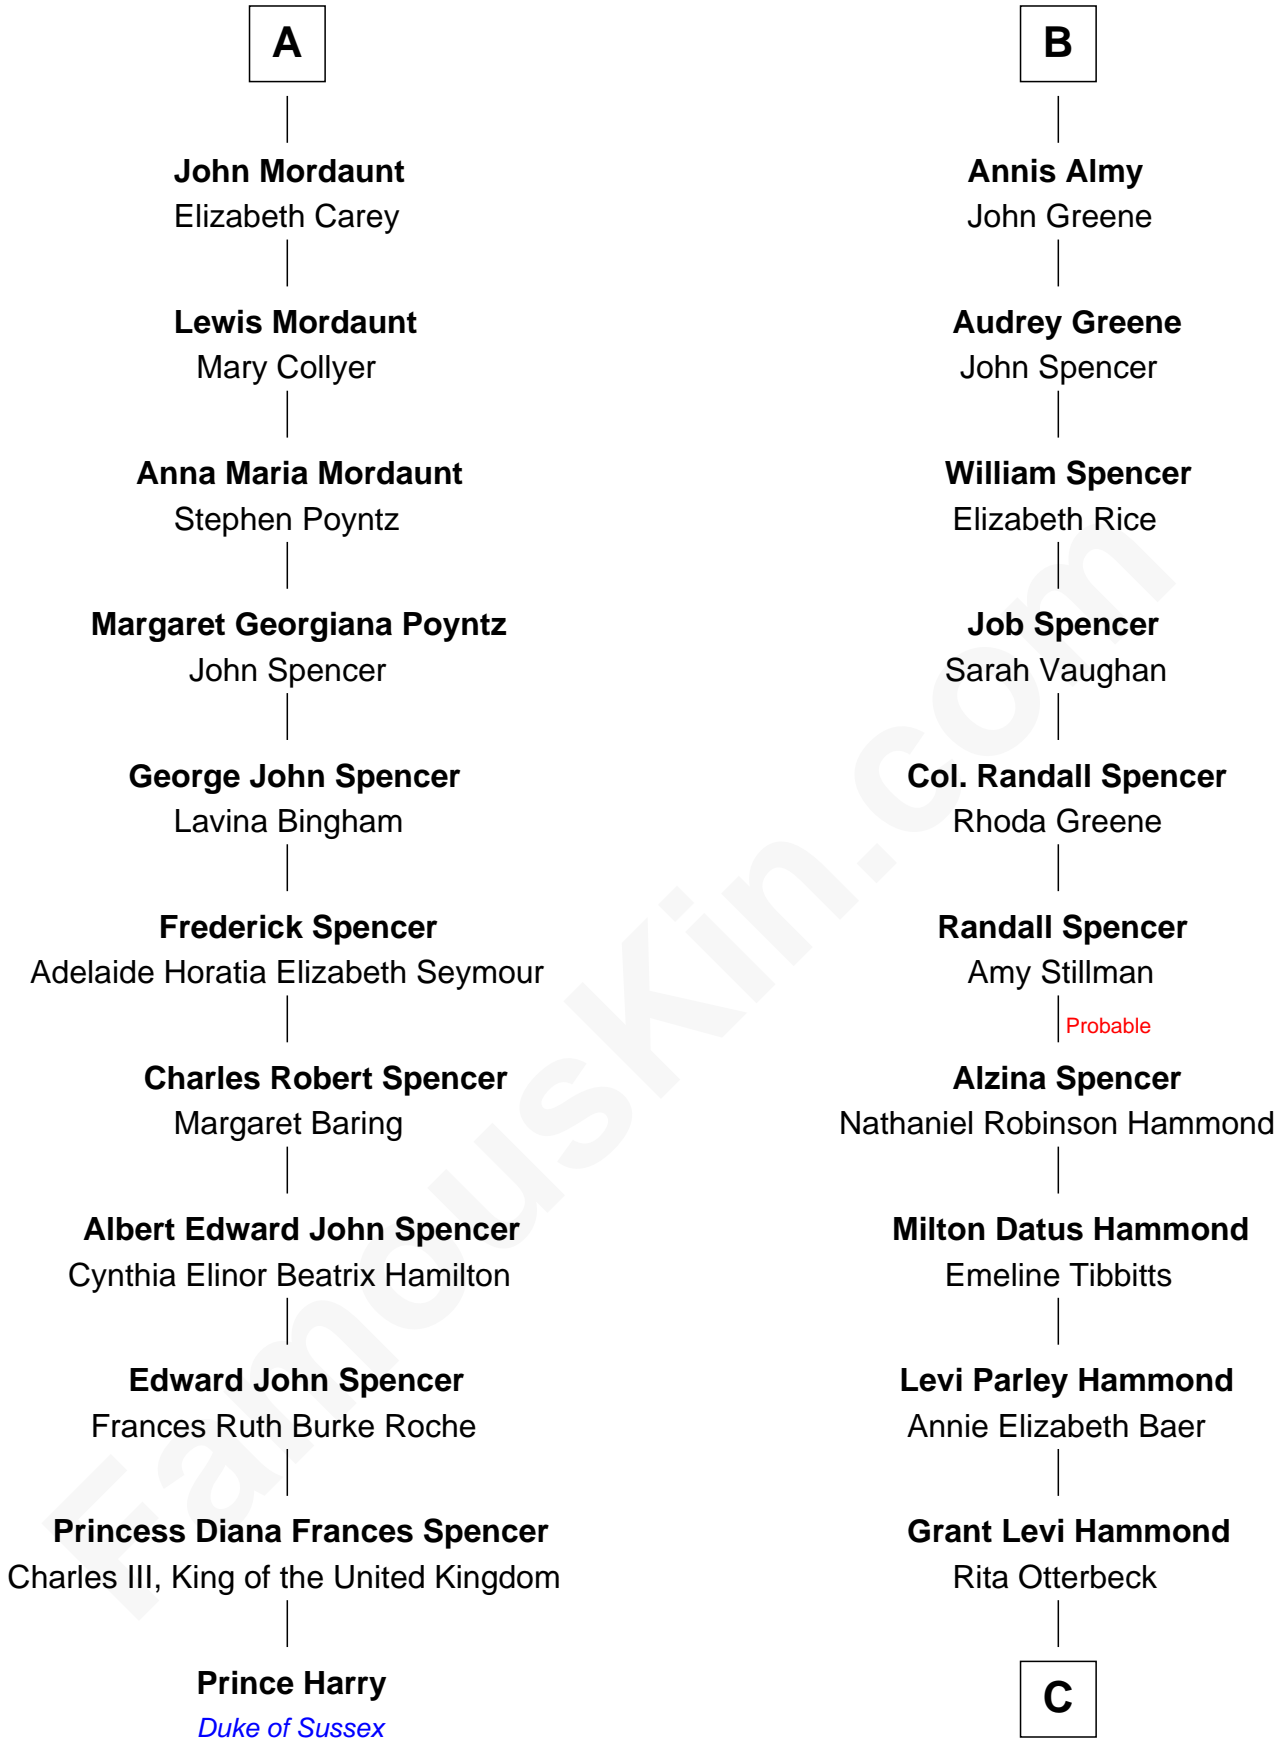 A
John Mordaunt
Elizabeth Carey
Lewis Mordaunt
Mary Collyer
Anna Maria Mordaunt
Stephen Poyntz
Margaret Georgiana Poyntz
John Spencer
George John Spencer
Lavina Bingham
Frederick Spencer
Adelaide Horatia Elizabeth Seymour
Charles Robert Spencer
Margaret Baring
Albert Edward John Spencer
Cynthia Elinor Beatrix Hamilton
Edward John Spencer
Frances Ruth Burke Roche
Princess Diana Frances Spencer
Charles III, King of the United Kingdom
Prince Harry
Duke of Sussex
B
Annis Almy
John Greene
Audrey Greene
John Spencer
William Spencer
Elizabeth Rice
Job Spencer
Sarah Vaughan
Col. Randall Spencer
Rhoda Greene
Randall Spencer
Amy Stillman
Probable
Alzina Spencer
Nathaniel Robinson Hammond
Milton Datus Hammond
Emeline Tibbitts
Levi Parley Hammond
Annie Elizabeth Baer
Grant Levi Hammond
Rita Otterbeck
C
FamousKin.com